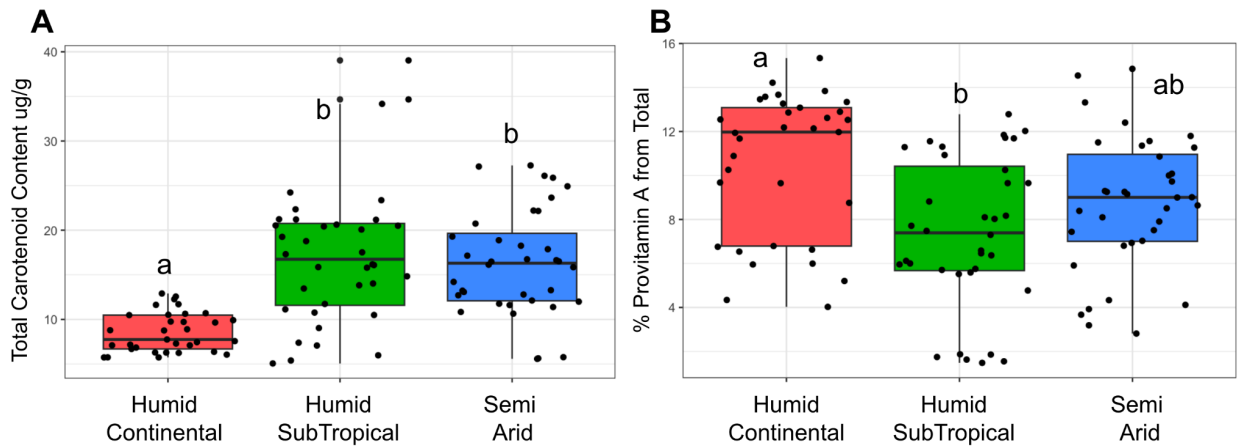 A
B
Total Carotenoid Content ug/g
40
30
20
10
a
b
b
Humid
Continental
Humid
SubTropical
Semi
Arid
% Provitamin A from Total
16
12
8
4
a
b
ab
Humid
Continental
Humid
SubTropical
Semi
Arid